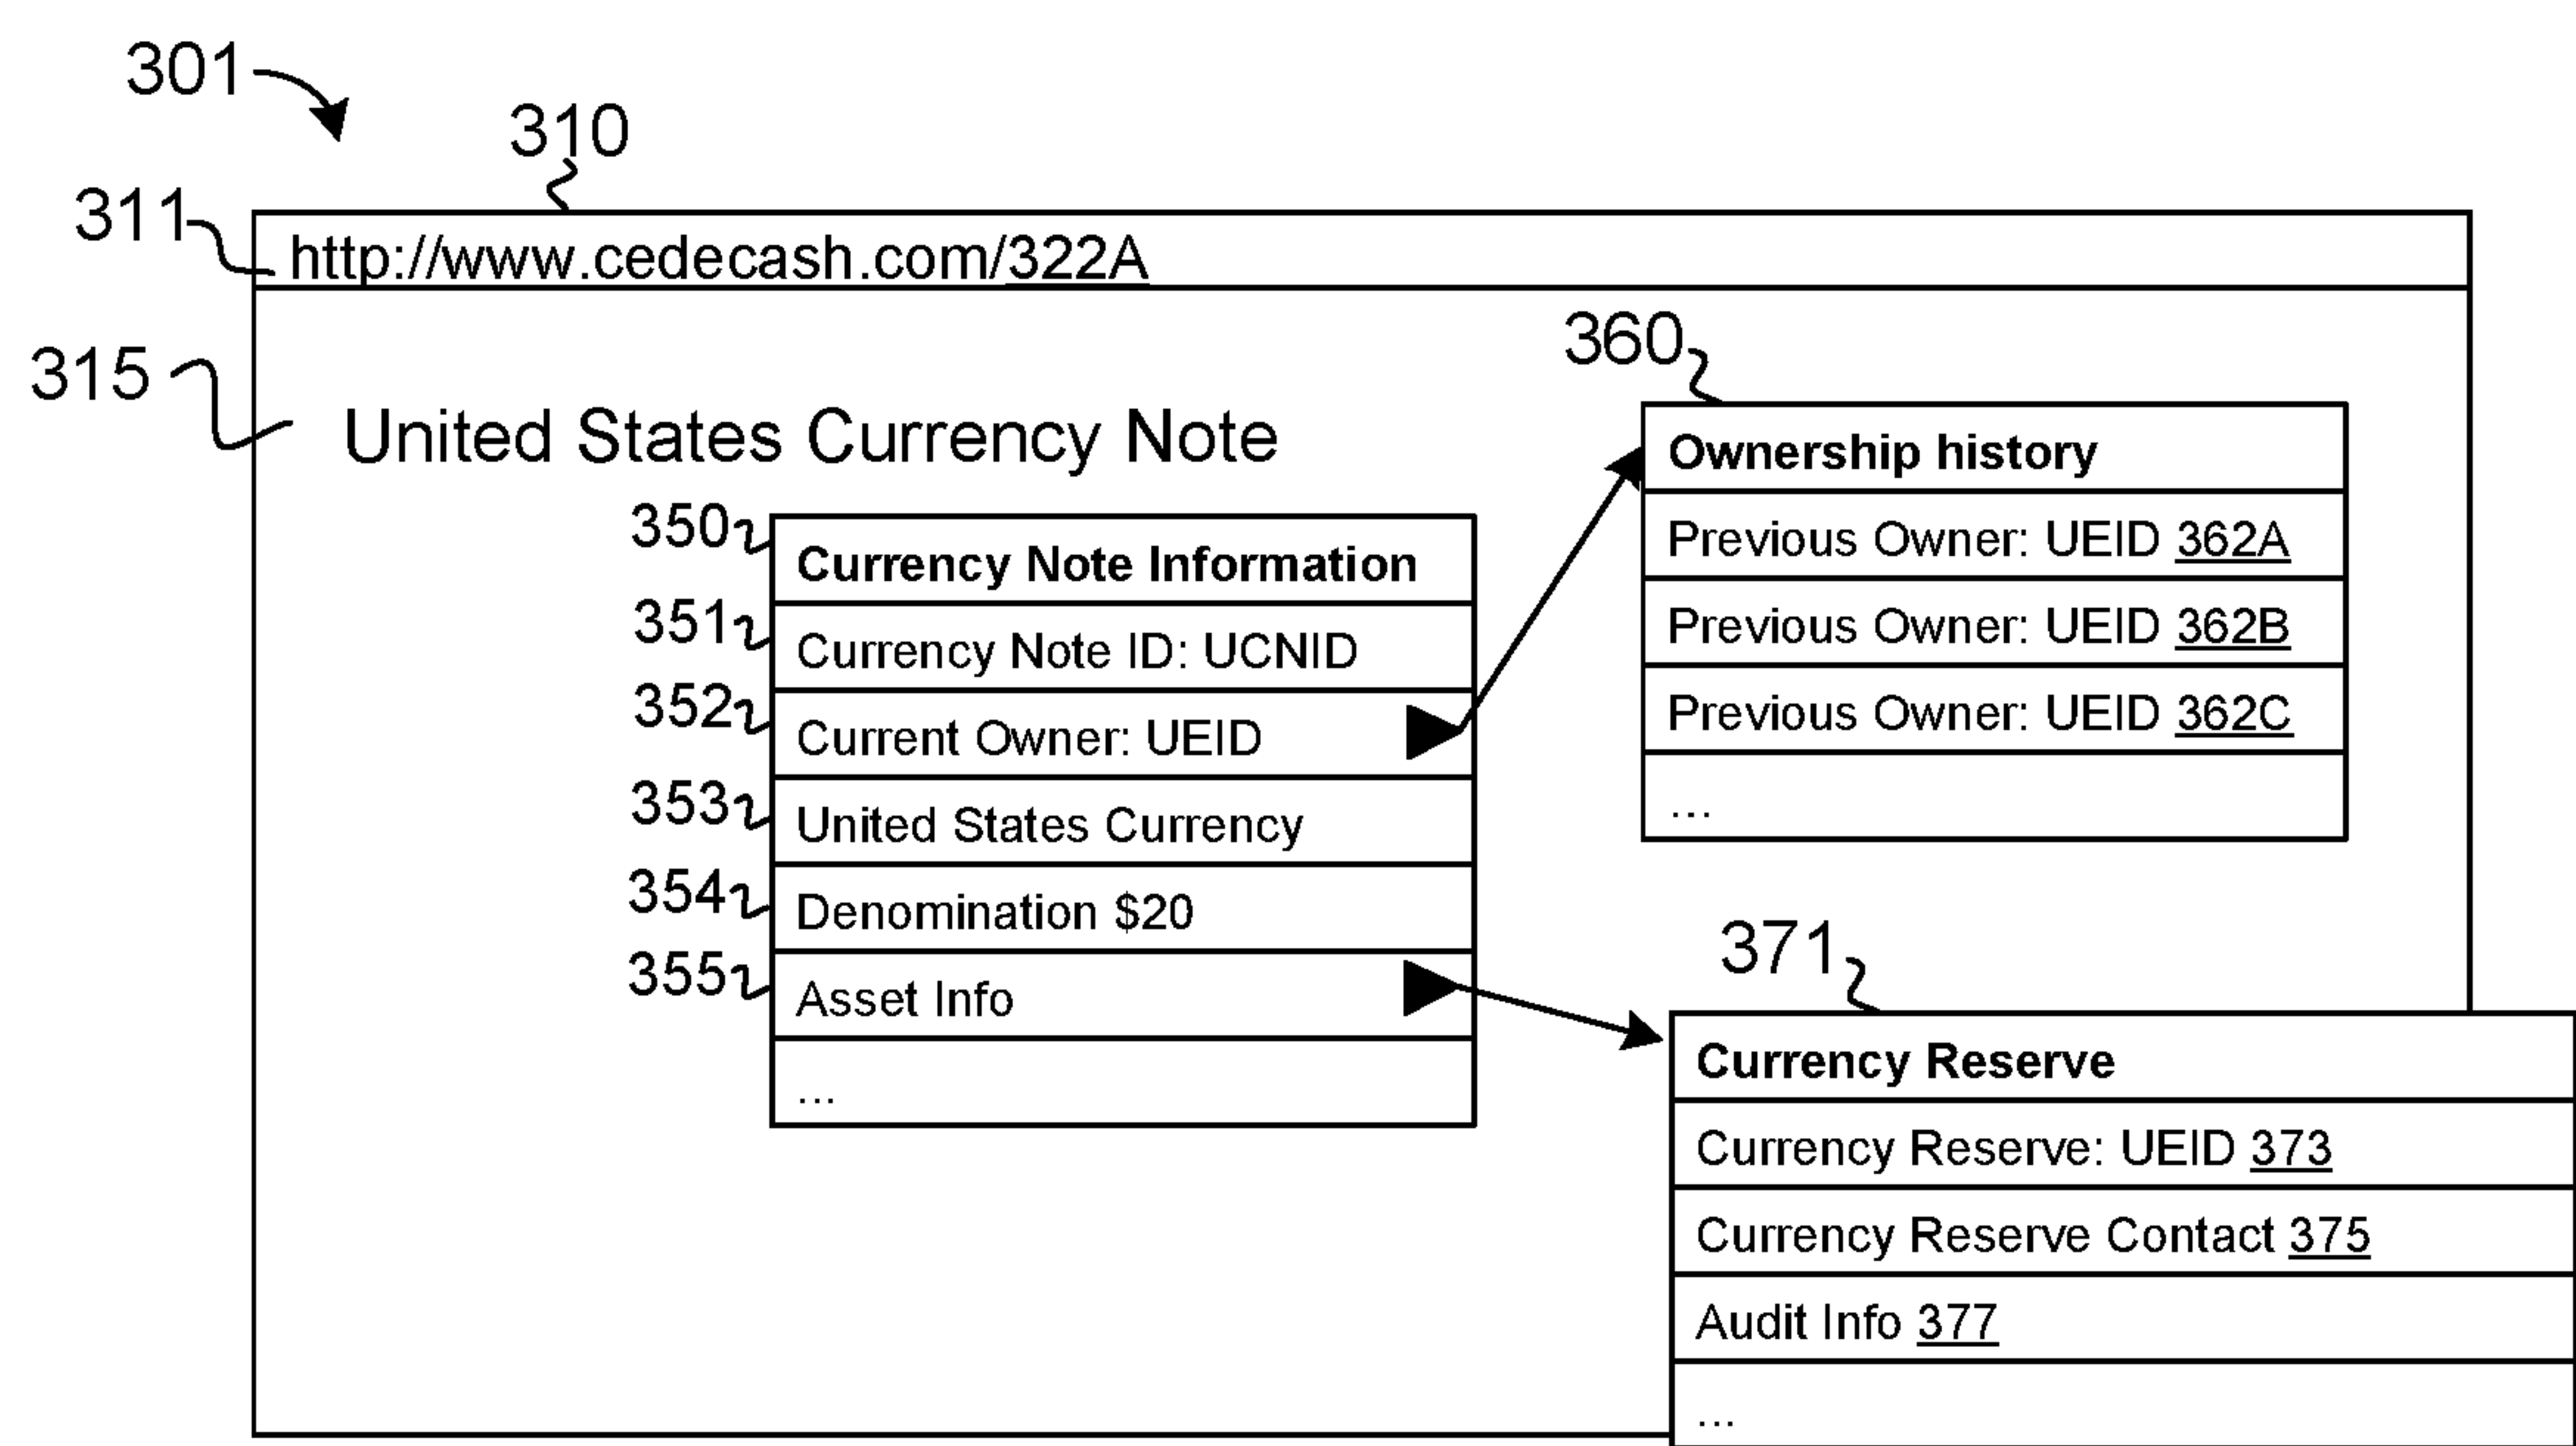 301
310
311
http://www.cedecash.com/322A
315
360
United States Currency Note
Ownership history
Previous Owner: UEID 362A
Previous Owner: UEID 362B
Previous Owner: UEID 362C
...
350
Currency Note Information
351
Currency Note ID: UCNID
352
Current Owner: UEID
353
United States Currency
354
Denomination $20
355
Asset Info
...
371
Currency Reserve
Currency Reserve: UEID 373
Currency Reserve Contact 375
Audit Info 377
...